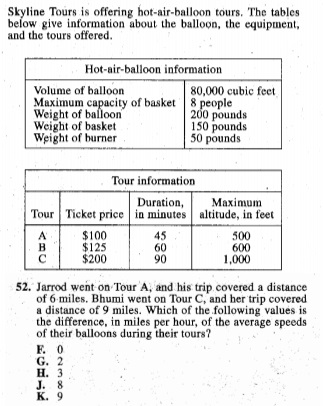 Skyline Tours is offering hot-air-balloon tours. The tables
below give information about the balloon, the equipment,
and the tours offered.
Hot-air-balloon information
Volume of balloon 80,000 cubic feet
Maximum capacity of basket 8 people
Weight of balloon 200 pounds
Weight of basket 150 pounds
Weight of burner 50 pounds
Tour information
Tour Ticket price Duration, in minutes Maximum altitude, in feet
A $100 45 500
B $125 60 600
C $200 90 1,000
52. Jarrod went on Tour A, and his trip covered a distance
of 6 miles. Bhumi went on Tour C, and her trip covered
a distance of 9 miles. Which of the following values is
the difference, in miles per hour, of the average speeds
of their balloons during their tours?
F. 0
G. 2
H. 3
J. 8
K. 9